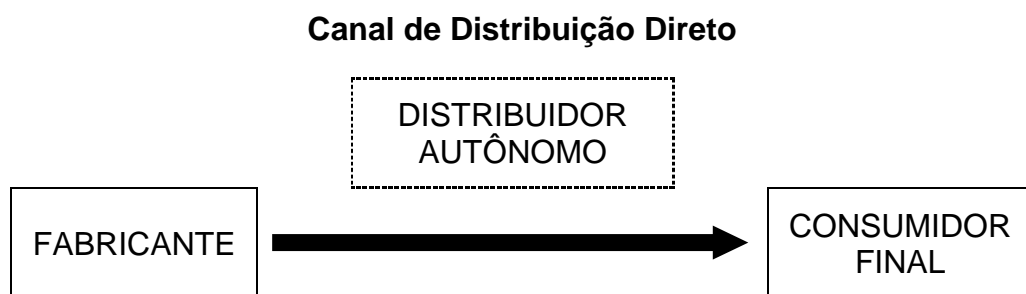 Canal de Distribuição Direto
DISTRIBUIDOR
AUTÔNOMO
FABRICANTE
CONSUMIDOR
FINAL